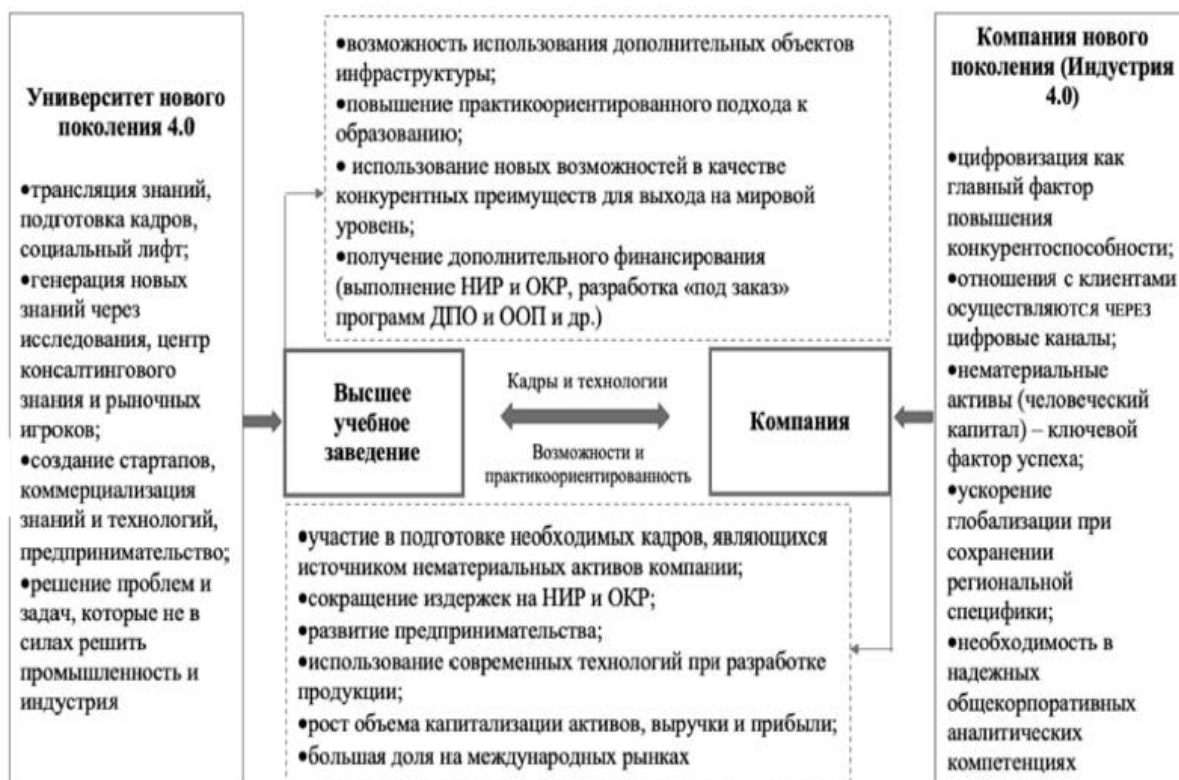 Университет нового
поколения 4.0
•трансляция знаний,
подготовка кадров,
социальный лифт;
•генерация новых
знаний через
исследования, центр
консалтингового
знания и рыночных
игроков;
•создание стартапов,
коммерциализация
знаний и технологий,
предпринимательство;
•решение проблем и
задач, которые не в
силах решить
промышленность и
индустрия
•возможность использования дополнительных объектов
инфраструктуры;
•повышение практикоориентированного подхода к
образованию;
• использование новых возможностей в качестве
конкурентных преимуществ для выхода на мировой
уровень;
•получение дополнительного финансирования
(выполнение НИР и ОКР, разработка «под заказ»
программ ДПО и ООП и др.)
Высшее
учебное
заведение
Кадры и технологии
Возможности и
практикоориентированность
Компания
•участие в подготовке необходимых кадров, являющихся
источником нематериальных активов компании;
•сокращение издержек на НИР и ОКР;
•развитие предпринимательства;
•использование современных технологий при разработке
продукции;
•рост объема капитализации активов, выручки и прибыли;
•большая доля на международных рынках
Компания нового
поколения (Индустрия
4.0)
•цифровизация как
главный фактор
повышения
конкурентоспособности;
•отношения с клиентами
осуществляются ЧЕРЕЗ
цифровые каналы;
•нематериальные
активы (человеческий
капитал) – ключевой
фактор успеха;
•ускорение
глобализации при
сохранении
региональной
специфики;
•необходимость в
надежных
общекорпоративных
аналитических
компетенциях